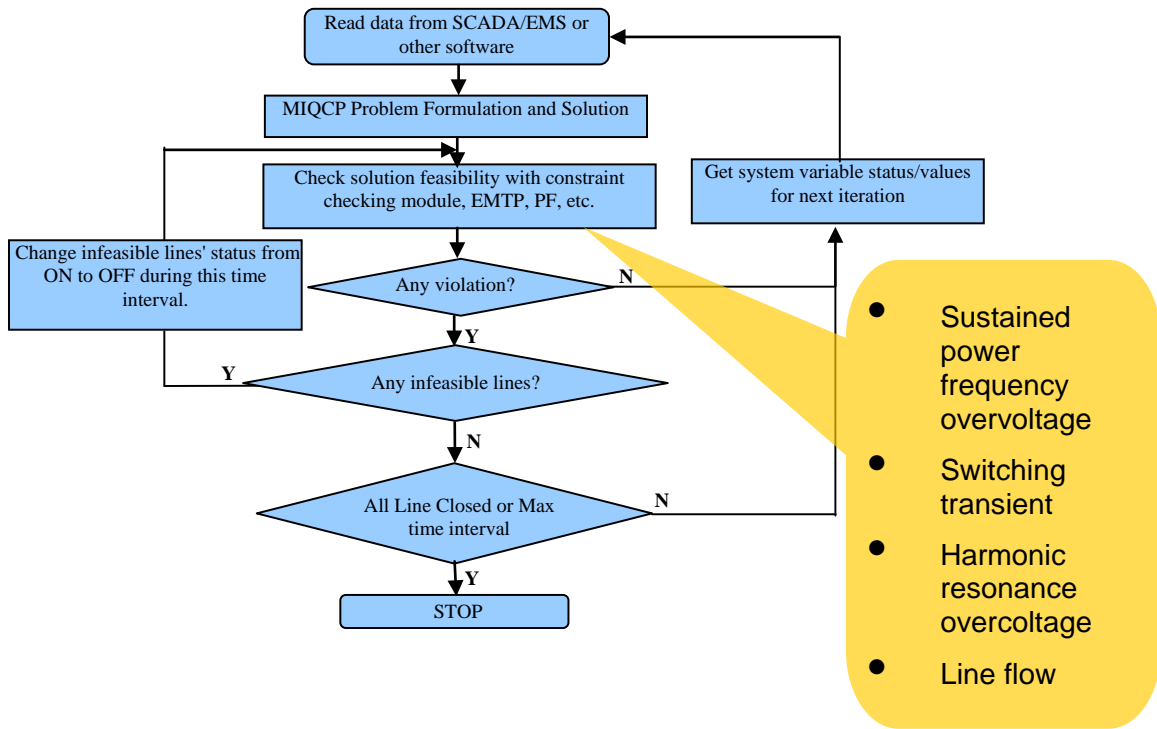 Read data from SCADA/EMS or
other software
MIQCP Problem Formulation and Solution
Check solution feasibility with constraint
checking module, EMTP, PF, etc.
Get system variable status/values
for next iteration
Change infeasible lines' status from
ON to OFF during this time
interval.
Any violation?
N
Y
Any infeasible lines?
Y
N
All Line Closed or Max
time interval
N
Y
STOP
● Sustained
power
frequency
overvoltage
● Switching
transient
● Harmonic
resonance
overcoltage
● Line flow